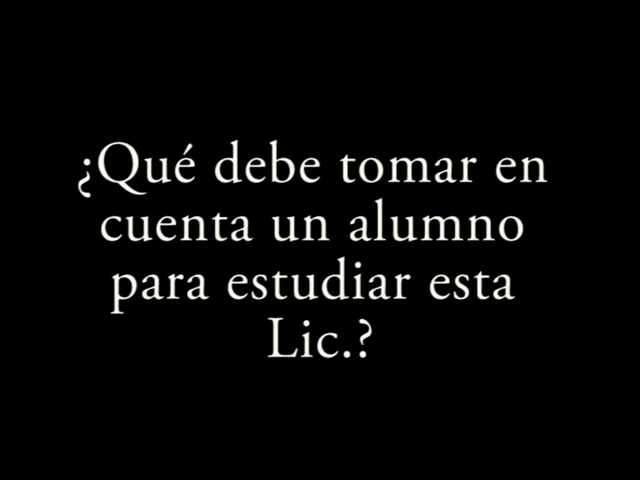 ¿Qué debe tomar en
cuenta un alumno
para estudiar esta
Lic.?